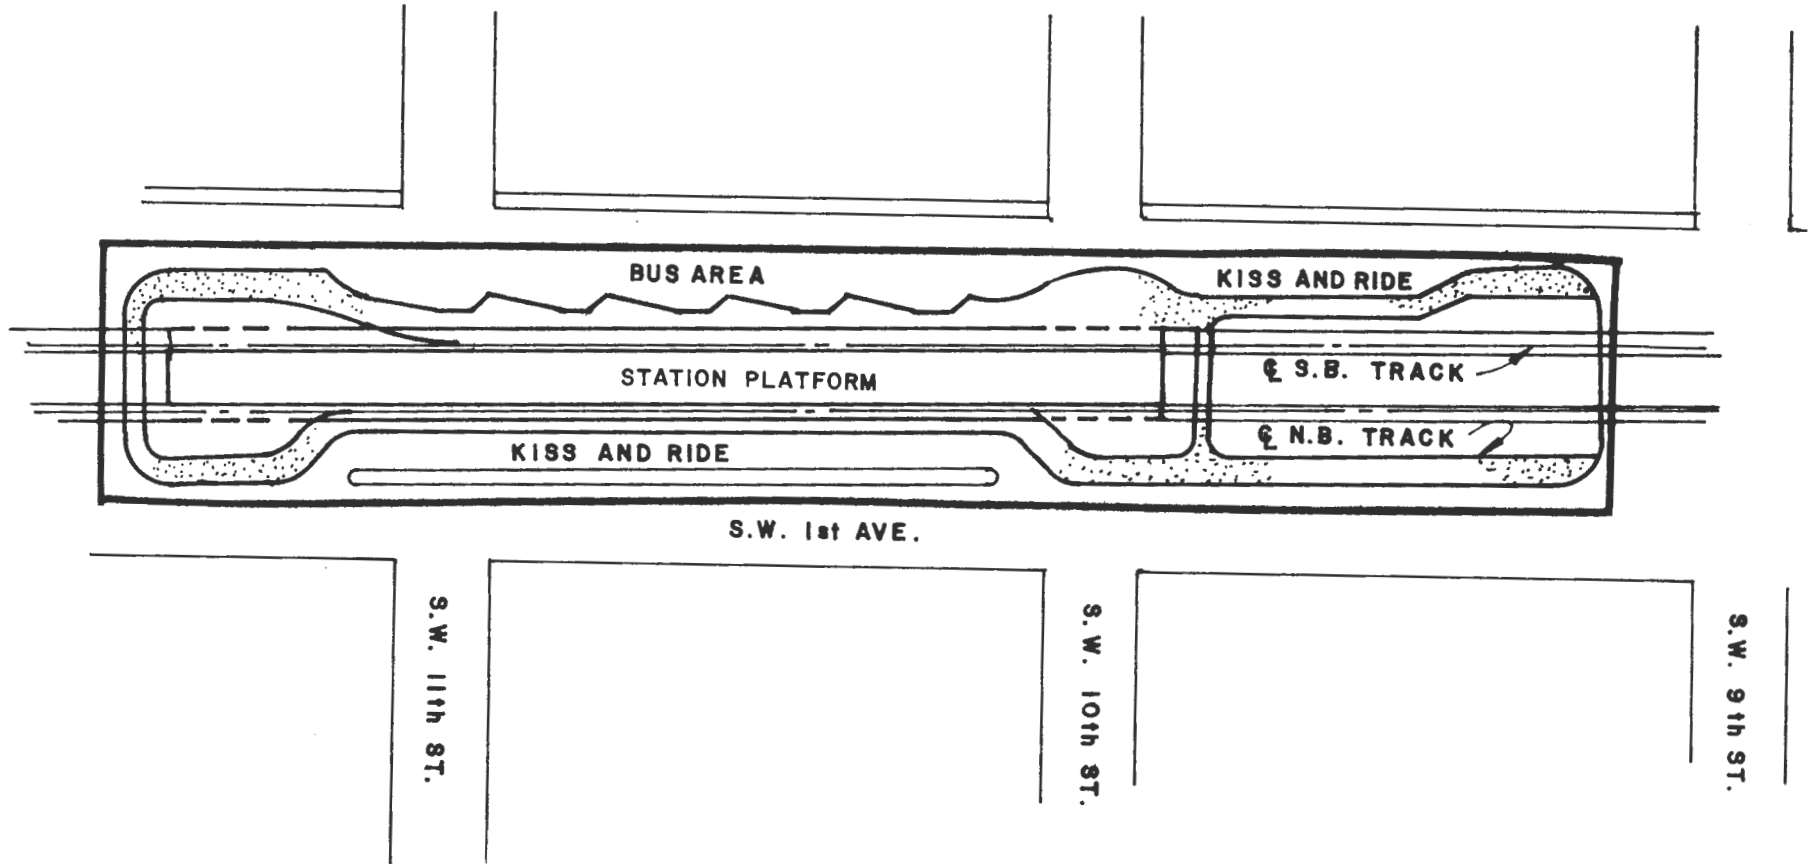 BUS AREA
KISS AND RIDE
℄ S.B. TRACK
STATION PLATFORM
℄ N.B. TRACK
KISS AND RIDE
S.W. 1st AVE.
S.W. 11th ST.
S.W. 10th ST.
S.W. 9th ST.